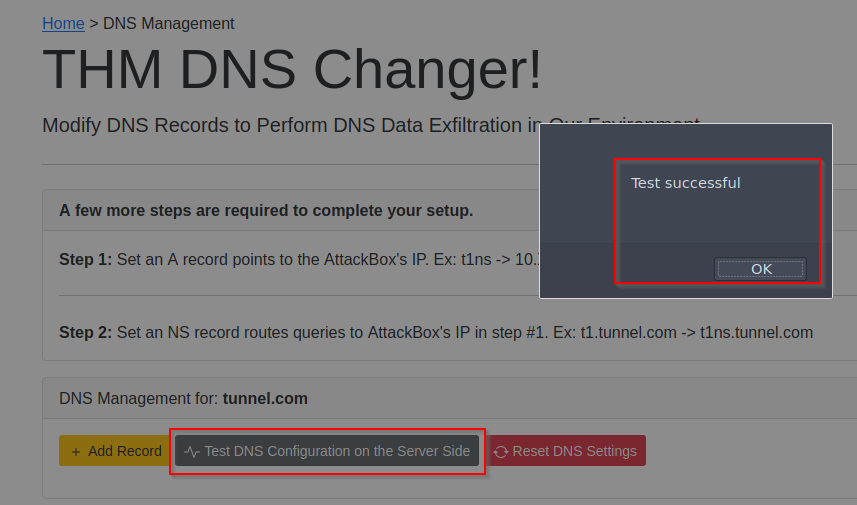 Home > DNS Management
THM DNS Changer!
Modify DNS Records to Perform DNS Data Exfiltration in Our Environment
Test successful
OK
A few more steps are required to complete your setup.
Step 1: Set an A record points to the AttackBox's IP. Ex: t1ns -> 10.
Step 2: Set an NS record routes queries to AttackBox's IP in step #1. Ex: t1.tunnel.com -> t1ns.tunnel.com
DNS Management for: tunnel.com
+ Add Record Test DNS Configuration on the Server Side Reset DNS Settings